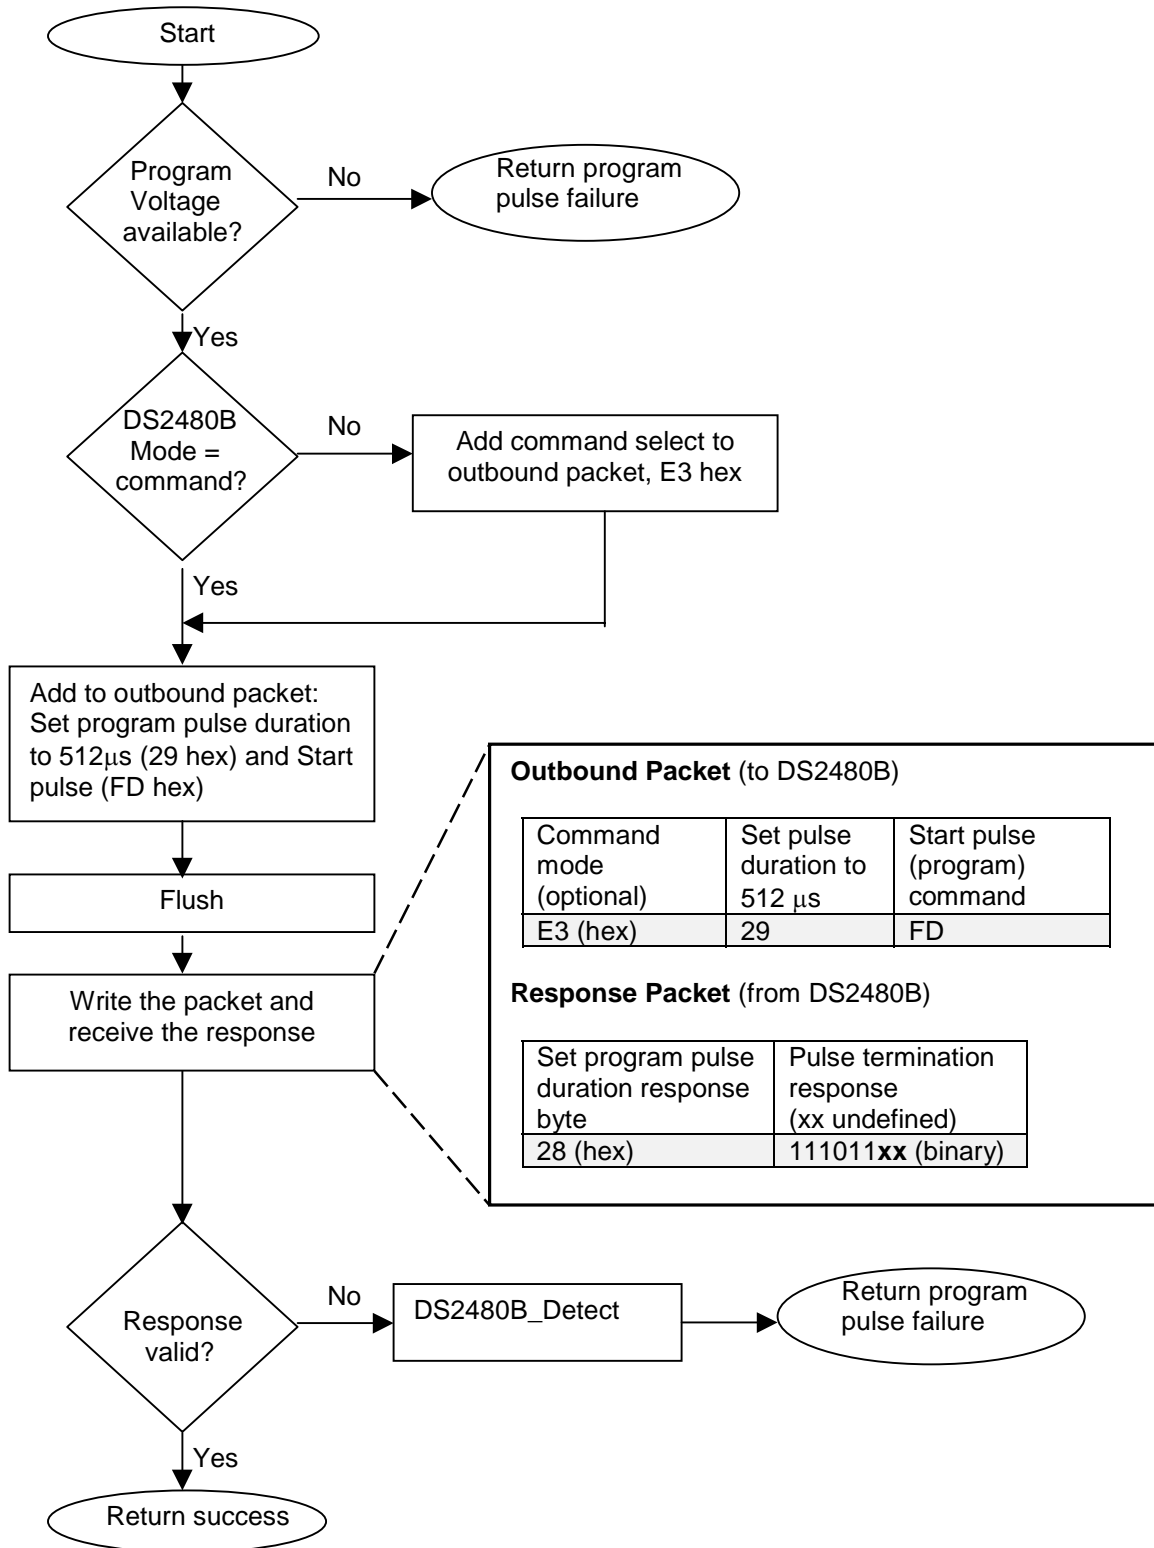 Start
Program
Voltage
available?
No
Return program
pulse failure
Yes
DS2480B
Mode =
command?
No
Add command select to
outbound packet, E3 hex
Yes
Add to outbound packet:
Set program pulse duration
to 512μs (29 hex) and Start
pulse (FD hex)
Flush
Write the packet and
receive the response
Outbound Packet (to DS2480B)
Command
mode
(optional)
Set pulse
duration to
512 μs
Start pulse
(program)
command
E3 (hex)
29
FD
Response Packet (from DS2480B)
Set program pulse
duration response
byte
Pulse termination
response
(xx undefined)
28 (hex)
111011xx (binary)
Response
valid?
No
DS2480B_Detect
Return program
pulse failure
Yes
Return success